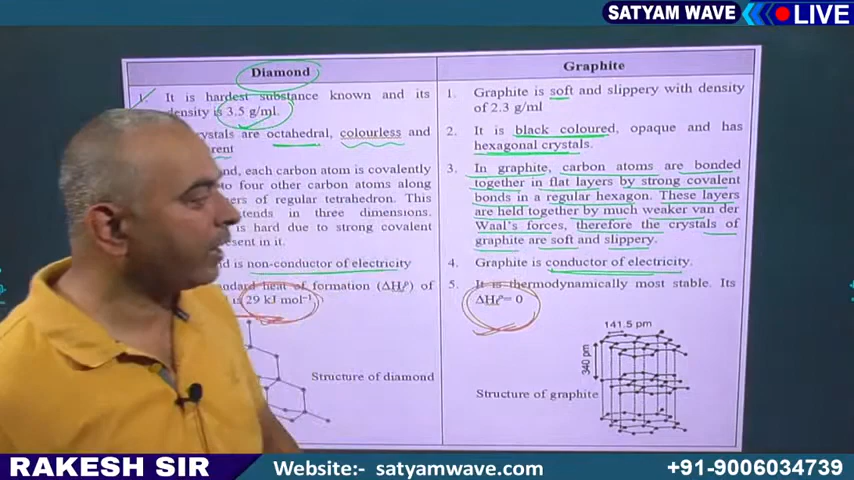 SATYAM WAVE LIVE
Diamond
1. It is hardest substance known and its
density is 3.5 g/ml.
crystals are octahedral, colourless and
each carbon atom is covalently
to four other carbon atoms along
of regular tetrahedron. This
in three dimensions.
is hard due to strong covalent
in it.
is non-conductor of electricity
heat of formation (ΔHf°) of
is 29 kJ mol⁻¹
Structure of diamond
Graphite
1. Graphite is soft and slippery with density
of 2.3 g/ml
2. It is black coloured, opaque and has
hexagonal crystals.
3. In graphite, carbon atoms are bonded
together in flat layers by strong covalent
bonds in a regular hexagon. These layers
are held together by much weaker van der
Waal's forces, therefore the crystals of
graphite are soft and slippery.
4. Graphite is conductor of electricity.
5. It is thermodynamically most stable. Its
ΔHf°= 0
141.5 pm
340 pm
Structure of graphite
RAKESH SIR
Website:- satyamwave.com
+91-9006034739